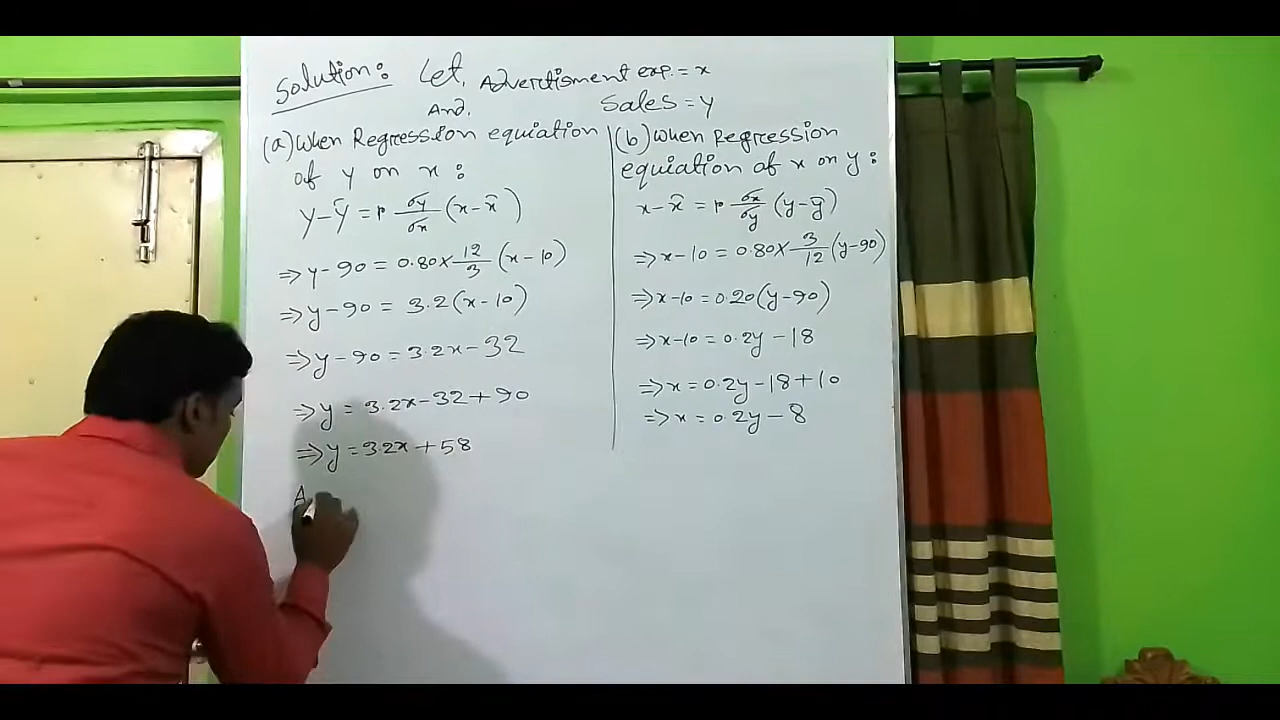 Solution: Let, Advertisment exp. = x
And, Sales = y
(a) When Regression equiation
of y on x :
y - ȳ = r σy/σx (x - x̄)
⇒ y - 90 = 0.80 × 12/3 (x - 10)
⇒ y - 90 = 3.2 (x - 10)
⇒ y - 90 = 3.2x - 32
⇒ y = 3.2x - 32 + 90
⇒ y = 3.2x + 58
A
(b) When Regression
equiation of x on y :
x - x̄ = r σx/σy (y - ȳ)
⇒ x - 10 = 0.80 × 3/12 (y - 90)
⇒ x - 10 = 0.20 (y - 90)
⇒ x - 10 = 0.2y - 18
⇒ x = 0.2y - 18 + 10
⇒ x = 0.2y - 8